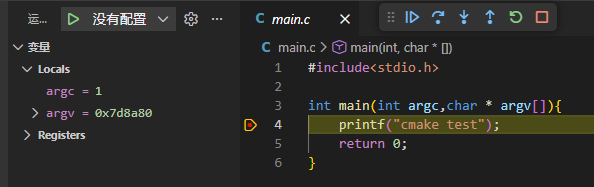 运... 没有配置 ...
变量
Locals
argc = 1
argv = 0x7d8a80
Registers
C main.c ×
C main.c > main(int, char * [])
1 #include<stdio.h>
2
3 int main(int argc,char * argv[]){
4 printf("cmake test");
5 return 0;
6 }